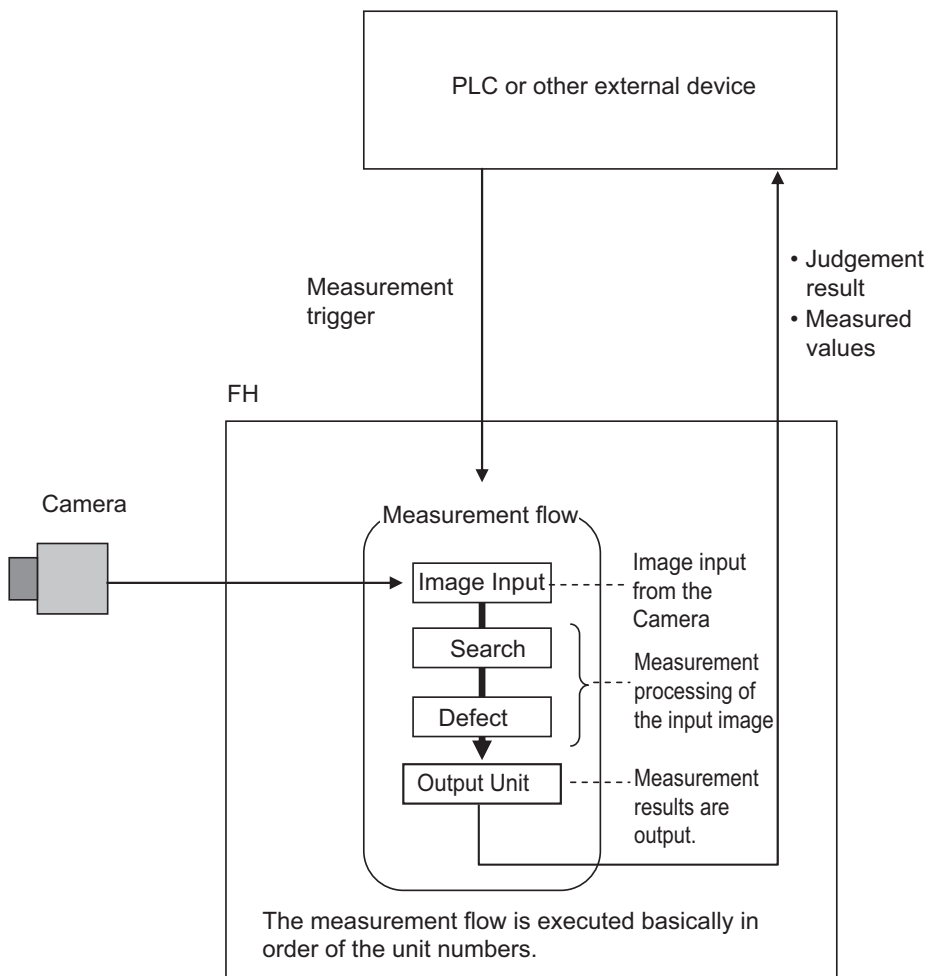 PLC or other external device
Measurement
trigger
• Judgement
result
• Measured
values
FH
Camera
Measurement flow
Image Input
Image input
from the
Camera
Search
Measurement
processing of
the input image
Defect
Output Unit
Measurement
results are
output.
The measurement flow is executed basically in
order of the unit numbers.